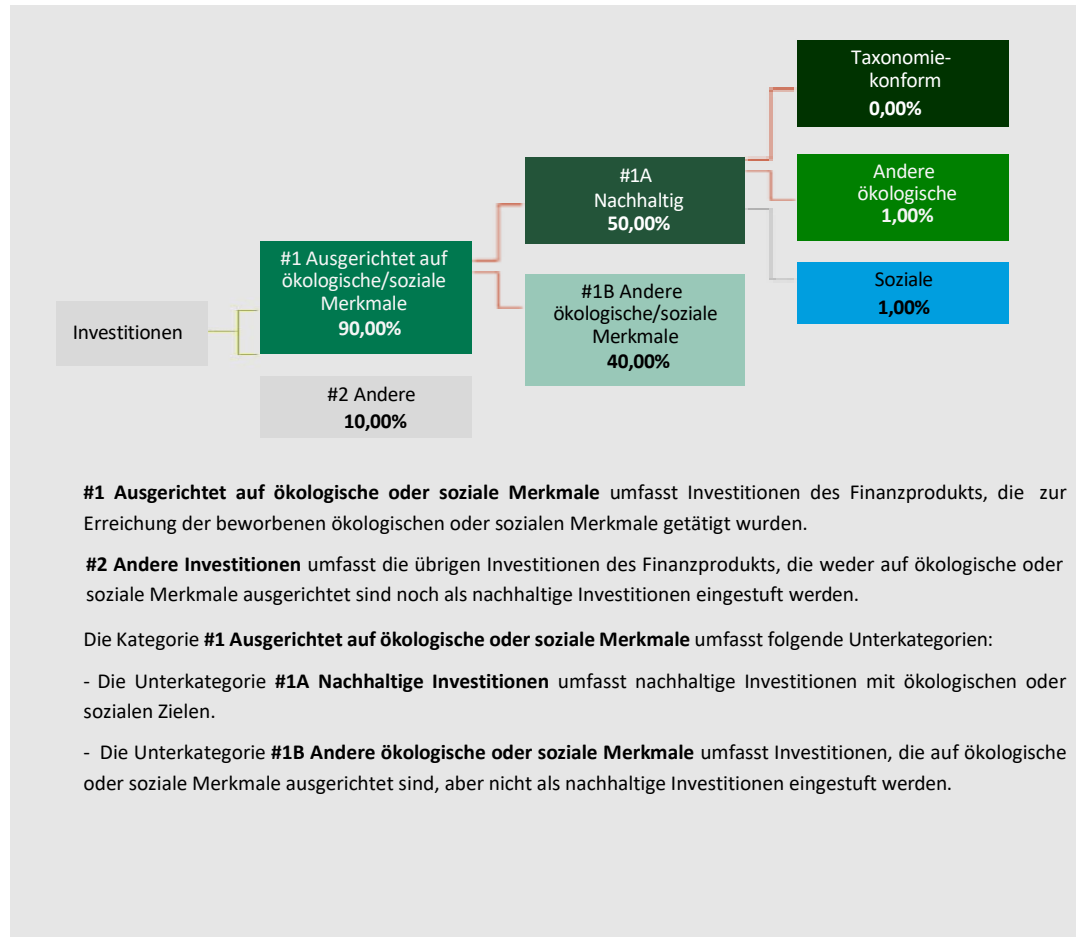 Taxonomie-
konform
0,00%
#1A
Nachhaltig
50,00%
Andere
ökologische
1,00%
#1 Ausgerichtet auf
ökologische/soziale
Merkmale
90,00%
Soziale
1,00%
#1B Andere
ökologische/soziale
Merkmale
40,00%
Investitionen
#2 Andere
10,00%
#1 Ausgerichtet auf ökologische oder soziale Merkmale umfasst Investitionen des Finanzprodukts, die zur
Erreichung der beworbenen ökologischen oder sozialen Merkmale getätigt wurden.
#2 Andere Investitionen umfasst die übrigen Investitionen des Finanzprodukts, die weder auf ökologische oder
soziale Merkmale ausgerichtet sind noch als nachhaltige Investitionen eingestuft werden.
Die Kategorie #1 Ausgerichtet auf ökologische oder soziale Merkmale umfasst folgende Unterkategorien:
- Die Unterkategorie #1A Nachhaltige Investitionen umfasst nachhaltige Investitionen mit ökologischen oder
sozialen Zielen.
- Die Unterkategorie #1B Andere ökologische oder soziale Merkmale umfasst Investitionen, die auf ökologische
oder soziale Merkmale ausgerichtet sind, aber nicht als nachhaltige Investitionen eingestuft werden.